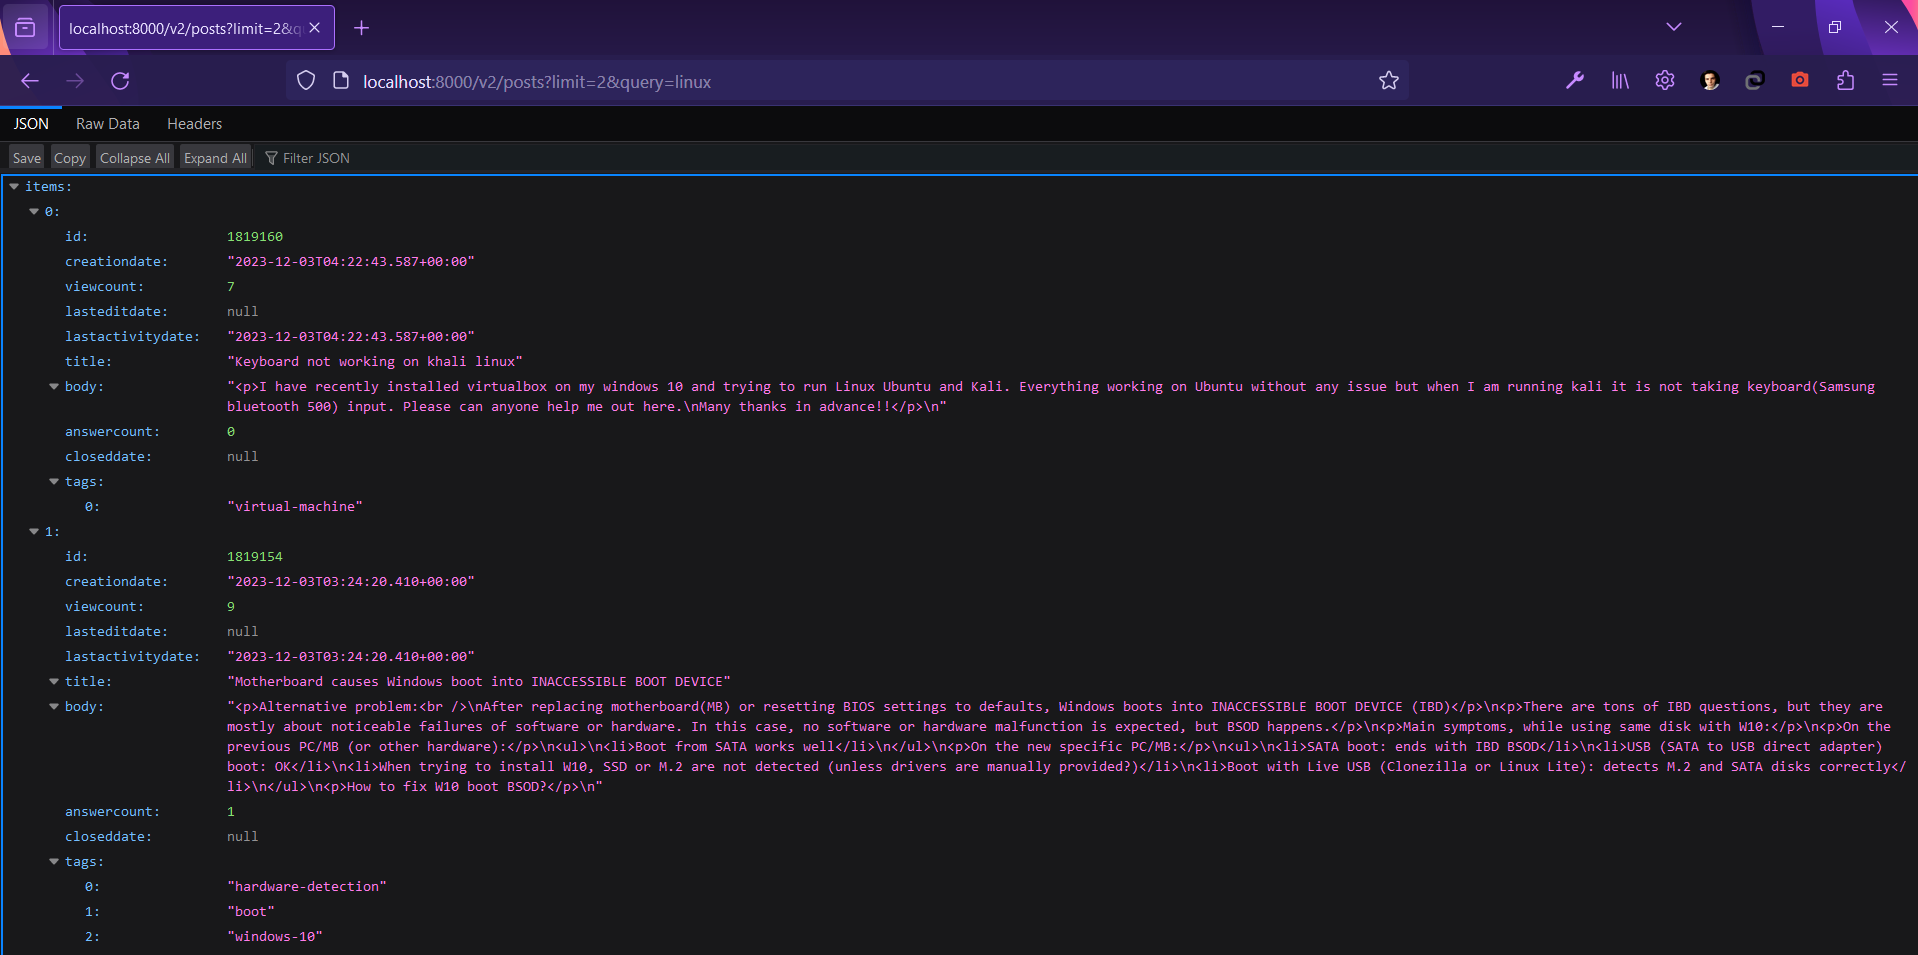 localhost:8000/v2/posts?limit=2&q
localhost:8000/v2/posts?limit=2&query=linux
JSON Raw Data Headers
Save Copy Collapse All Expand All Filter JSON
items:
0:
id: 1819160
creationdate: "2023-12-03T04:22:43.587+00:00"
viewcount: 7
lasteditdate: null
lastactivitydate: "2023-12-03T04:22:43.587+00:00"
title: "Keyboard not working on khali linux"
body: "<p>I have recently installed virtualbox on my windows 10 and trying to run Linux Ubuntu and Kali. Everything working on Ubuntu without any issue but when I am running kali it is not taking keyboard(Samsung
bluetooth 500) input. Please can anyone help me out here.\nMany thanks in advance!!</p>\n"
answercount: 0
closeddate: null
tags:
0: "virtual-machine"
1:
id: 1819154
creationdate: "2023-12-03T03:24:20.410+00:00"
viewcount: 9
lasteditdate: null
lastactivitydate: "2023-12-03T03:24:20.410+00:00"
title: "Motherboard causes Windows boot into INACCESSIBLE BOOT DEVICE"
body: "<p>Alternative problem:<br />\nAfter replacing motherboard(MB) or resetting BIOS settings to defaults, Windows boots into INACCESSIBLE BOOT DEVICE (IBD)</p>\n<p>There are tons of IBD questions, but they are
mostly about noticeable failures of software or hardware. In this case, no software or hardware malfunction is expected, but BSOD happens.</p>\n<p>Main symptoms, while using same disk with W10:</p>\n<p>On the
previous PC/MB (or other hardware):</p>\n<ul>\n<li>Boot from SATA works well</li>\n</ul>\n<p>On the new specific PC/MB:</p>\n<ul>\n<li>SATA boot: ends with IBD BSOD</li>\n<li>USB (SATA to USB direct adapter)
boot: OK</li>\n<li>When trying to install W10, SSD or M.2 are not detected (unless drivers are manually provided?)</li>\n<li>Boot with Live USB (Clonezilla or Linux Lite): detects M.2 and SATA disks correctly</
li>\n</ul>\n<p>How to fix W10 boot BSOD?</p>\n"
answercount: 1
closeddate: null
tags:
0: "hardware-detection"
1: "boot"
2: "windows-10"